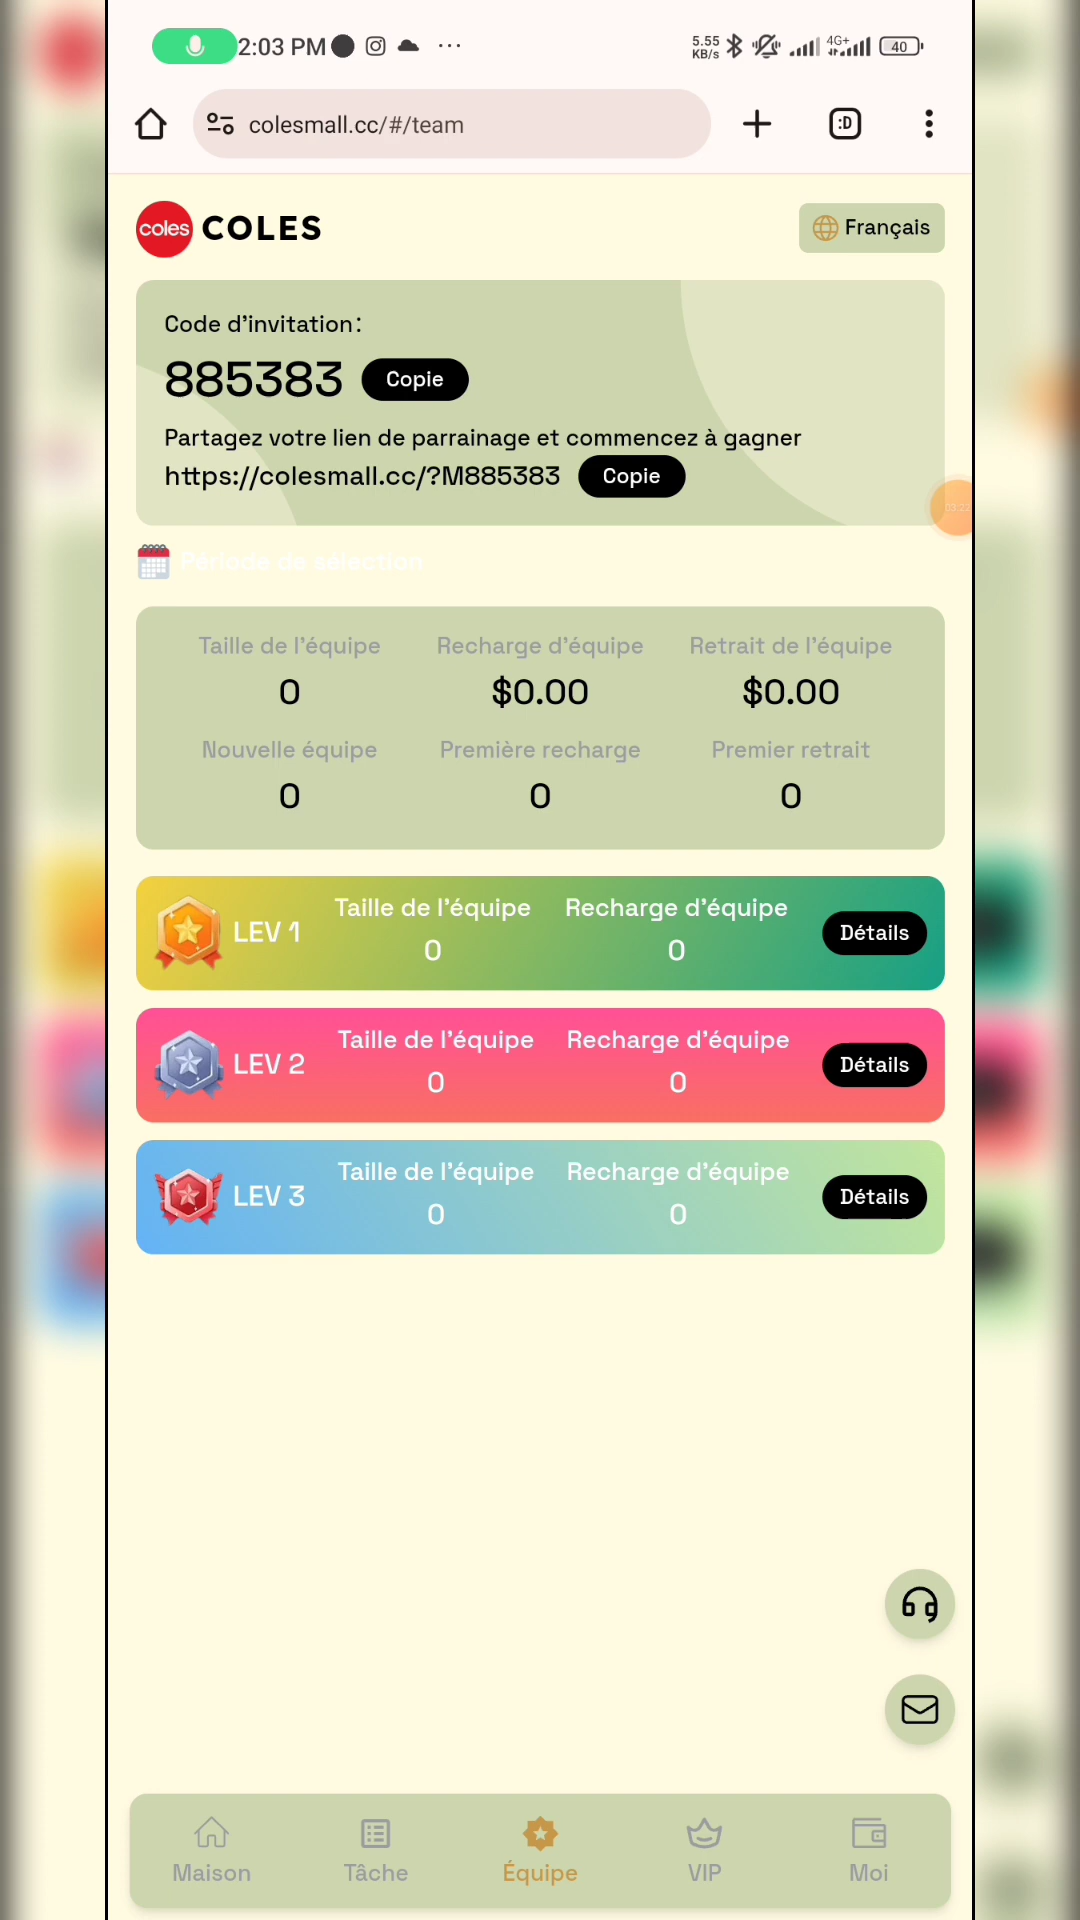 2:03 PM
5.55 KB/s
4G+
40
colesmall.cc/#/team
:D
coles COLES
Français
Code d'invitation:
885383 Copie
Partagez votre lien de parrainage et commencez à gagner
https://colesmall.cc/?M885383 Copie
03:22
Période de sélection
Taille de l'équipe Recharge d'équipe Retrait de l'équipe
0 $0.00 $0.00
Nouvelle équipe Première recharge Premier retrait
0 0 0
LEV 1 Taille de l'équipe Recharge d'équipe Détails
0 0
LEV 2 Taille de l'équipe Recharge d'équipe Détails
0 0
LEV 3 Taille de l'équipe Recharge d'équipe Détails
0 0
Maison Tâche Équipe VIP Moi